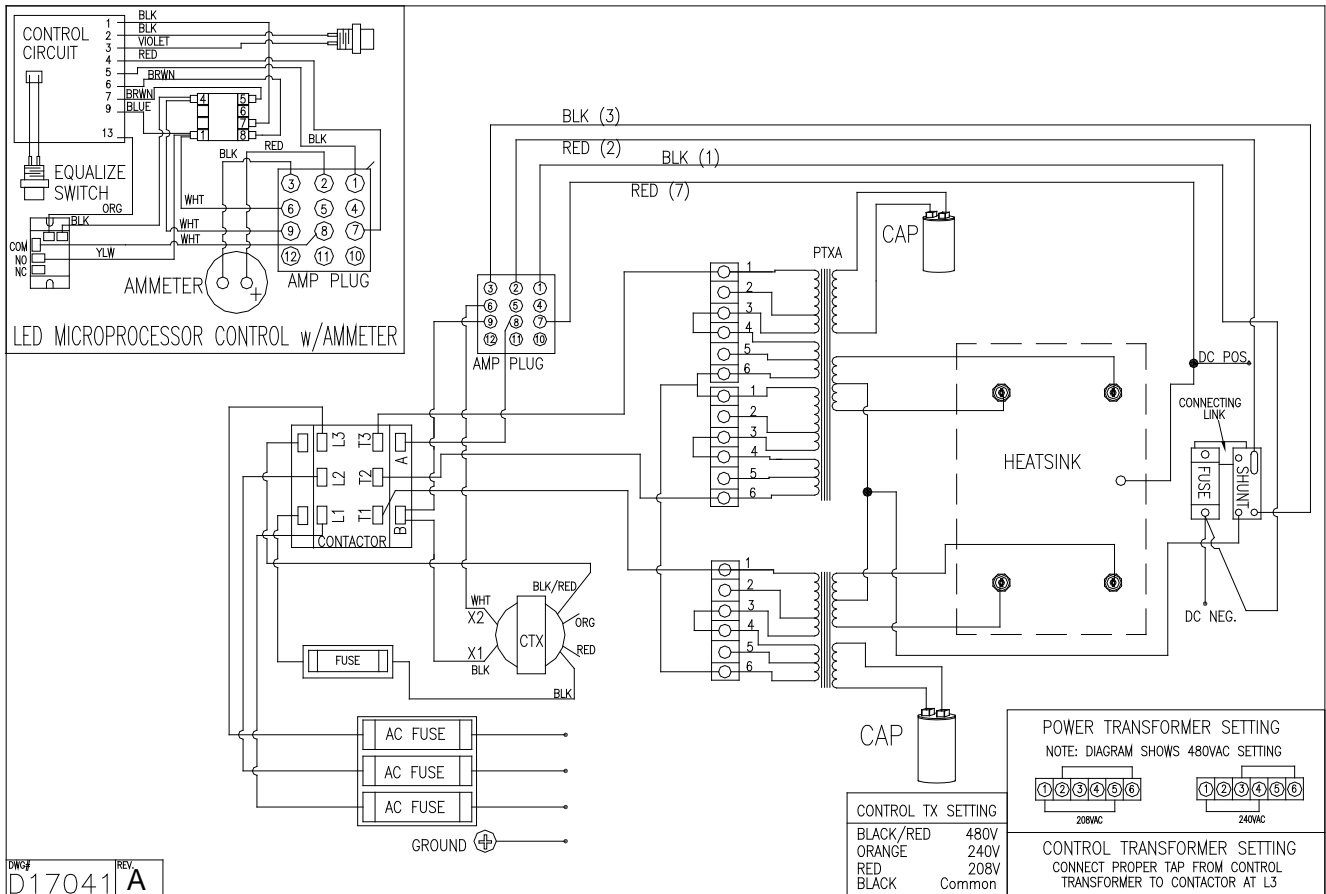 CONTROL
CIRCUIT
1
2
3
4
5
6
7
9
13
BLK
BLK
VIOLET
RED
BRWN
BRWN
BLUE
4
5
6
7
1
8
BLK
RED
BLK
EQUALIZE
SWITCH
ORG
BLK
WHT
WHT
WHT
YLW
COM
NO
NC
3 2 1
6 5 4
9 8 7
12 11 10
AMMETER
+
AMP PLUG
LED MICROPROCESSOR CONTROL w/AMMETER
BLK (3)
RED (2)
BLK (1)
RED (7)
CAP
PTXA
3 2 1
6 5 4
9 8 7
12 11 10
AMP PLUG
1
2
3
4
5
6
1
2
3
4
5
6
HEATSINK
DC POS.
CONNECTING
LINK
FUSE
SHUNT
DC NEG.
L3 T3 A
L2 T2
L1 T1 B
CONTACTOR
BLK/RED
WHT
X2
ORG
CTX
RED
X1
BLK
BLK
FUSE
1
2
3
4
5
6
CAP
AC FUSE
AC FUSE
AC FUSE
GROUND
CONTROL TX SETTING
BLACK/RED 480V
ORANGE 240V
RED 208V
BLACK Common
POWER TRANSFORMER SETTING
NOTE: DIAGRAM SHOWS 480VAC SETTING
1 2 3 4 5 6
208VAC
1 2 3 4 5 6
240VAC
CONTROL TRANSFORMER SETTING
CONNECT PROPER TAP FROM CONTROL
TRANSFORMER TO CONTACTOR AT L3
DWG# REV.
D17041 A